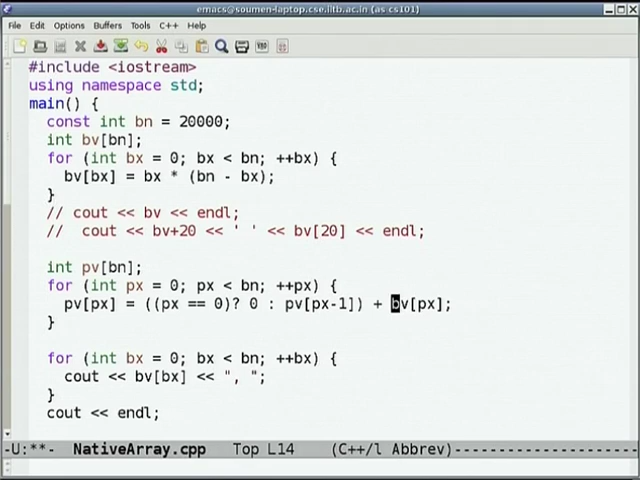 emacs@soumen-laptop.cse.iitb.ac.in (as cs101)
File Edit Options Buffers Tools C++ Help
#include <iostream>
using namespace std;
main() {
  const int bn = 20000;
  int bv[bn];
  for (int bx = 0; bx < bn; ++bx) {
    bv[bx] = bx * (bn - bx);
  }
  // cout << bv << endl;
  //  cout << bv+20 << ' ' << bv[20] << endl;
  int pv[bn];
  for (int px = 0; px < bn; ++px) {
    pv[px] = ((px == 0)? 0 : pv[px-1]) + bv[px];
  }
  for (int bx = 0; bx < bn; ++bx) {
    cout << bv[bx] << ", ";
  }
  cout << endl;
-U:**-  NativeArray.cpp   Top L14    (C++/l Abbrev)--------------------